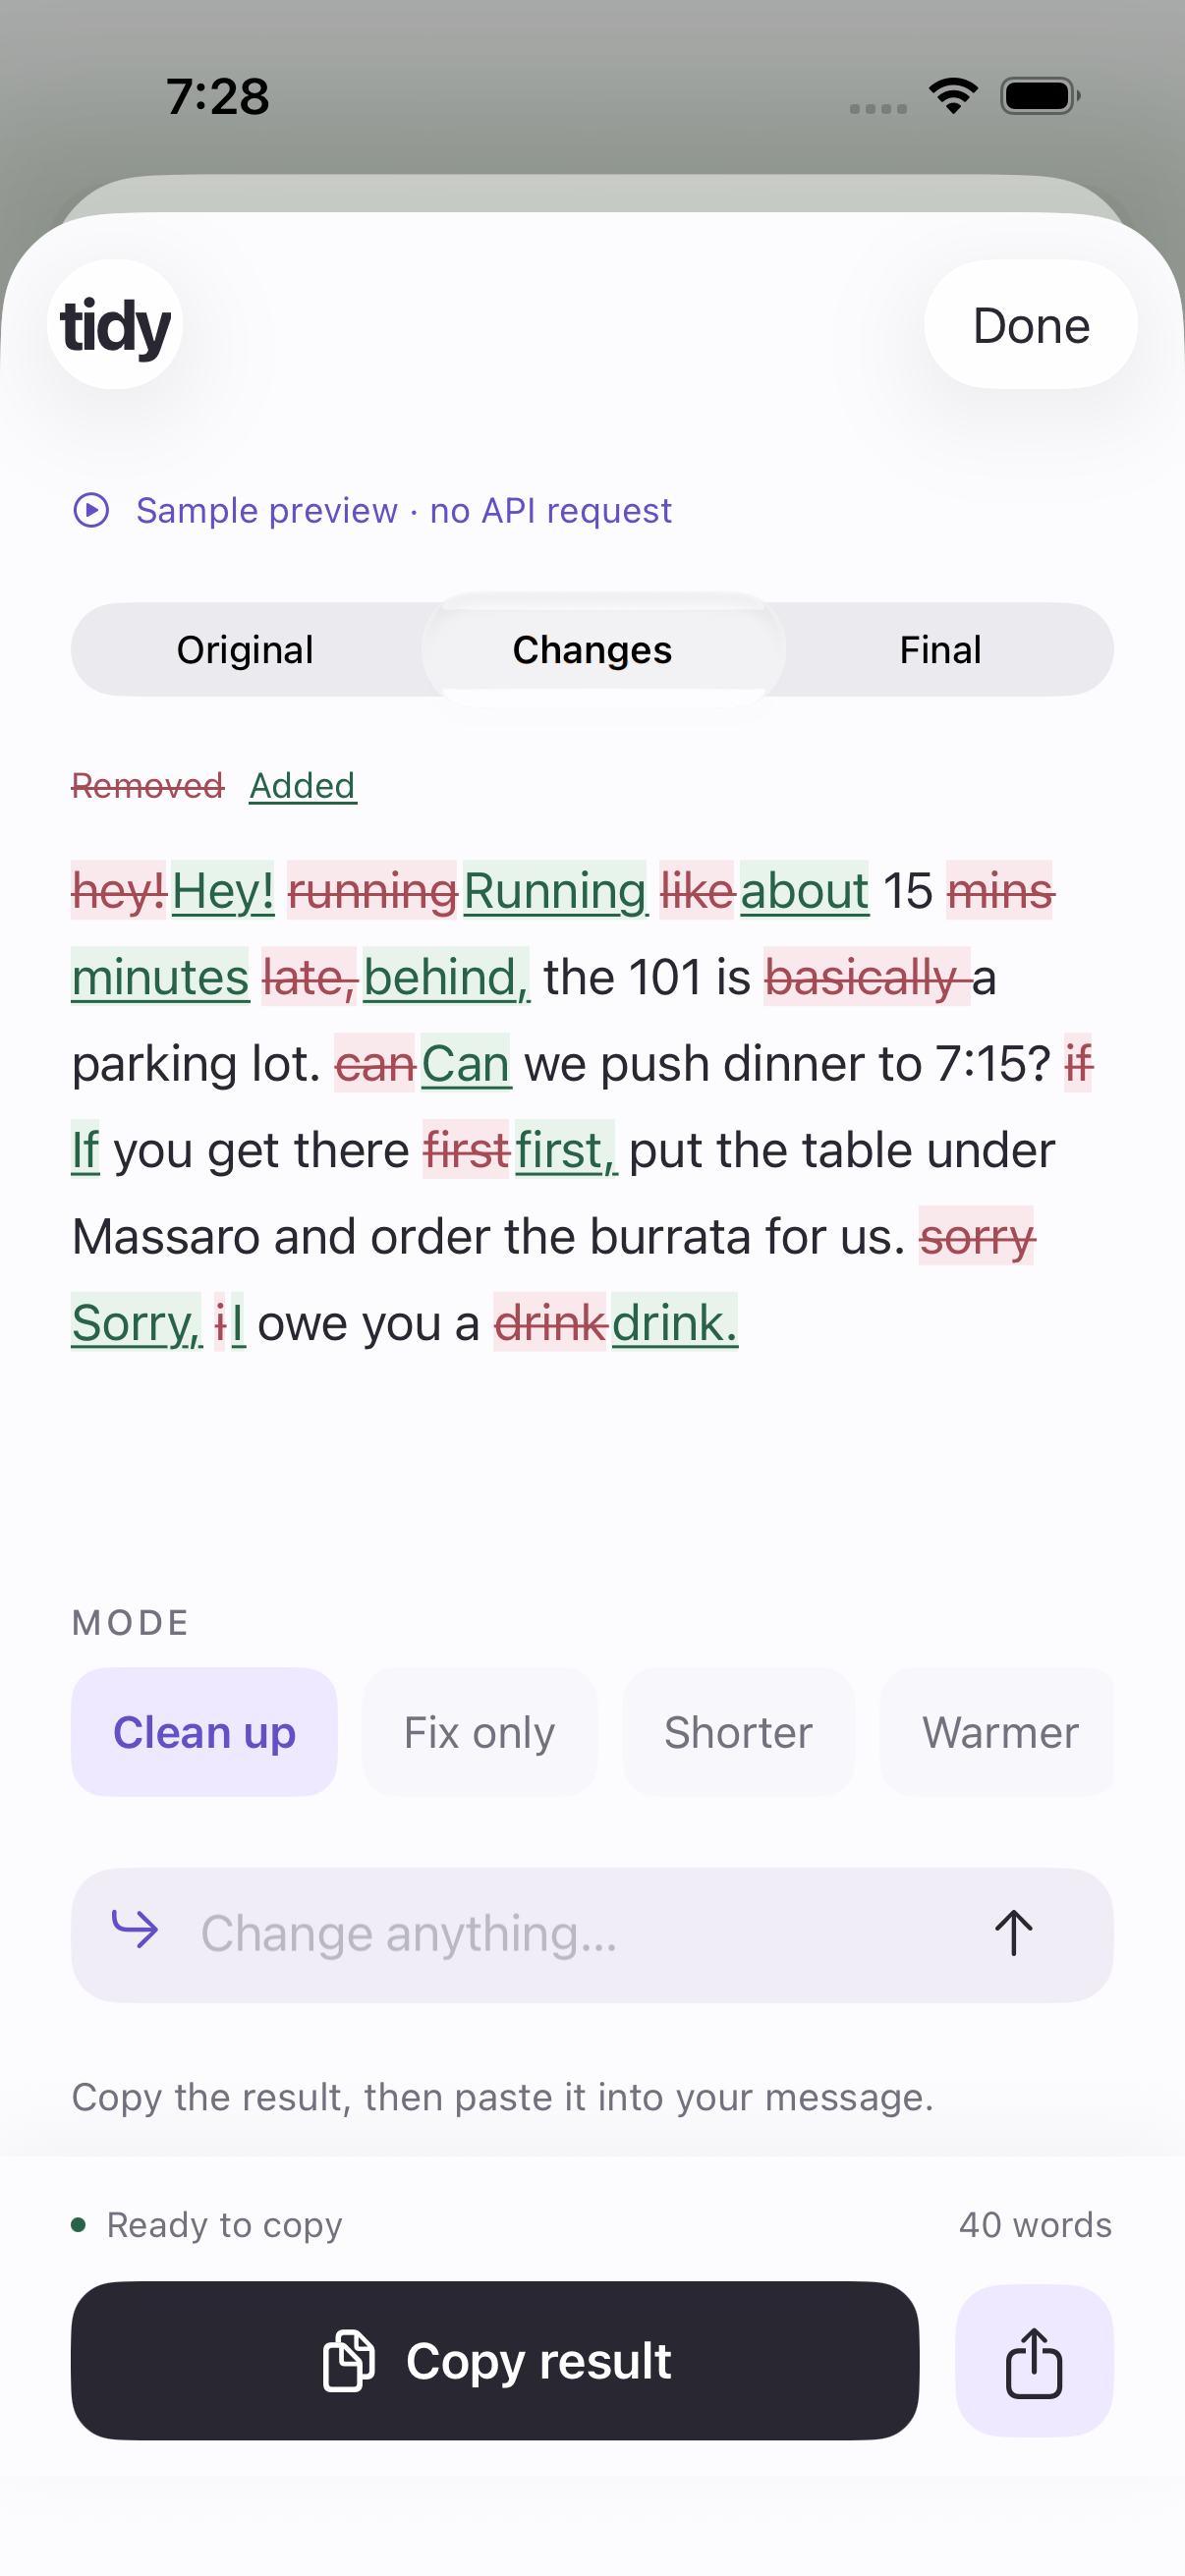 7:28
tidy
Done
Sample preview · no API request
Original Changes Final
Removed Added
hey! Hey! running Running like about 15 mins
minutes late, behind, the 101 is basically a
parking lot. can Can we push dinner to 7:15? if
If you get there first first, put the table under
Massaro and order the burrata for us. sorry
Sorry, i I owe you a drink drink.
MODE
Clean up Fix only Shorter Warmer
Change anything...
Copy the result, then paste it into your message.
Ready to copy 40 words
Copy result